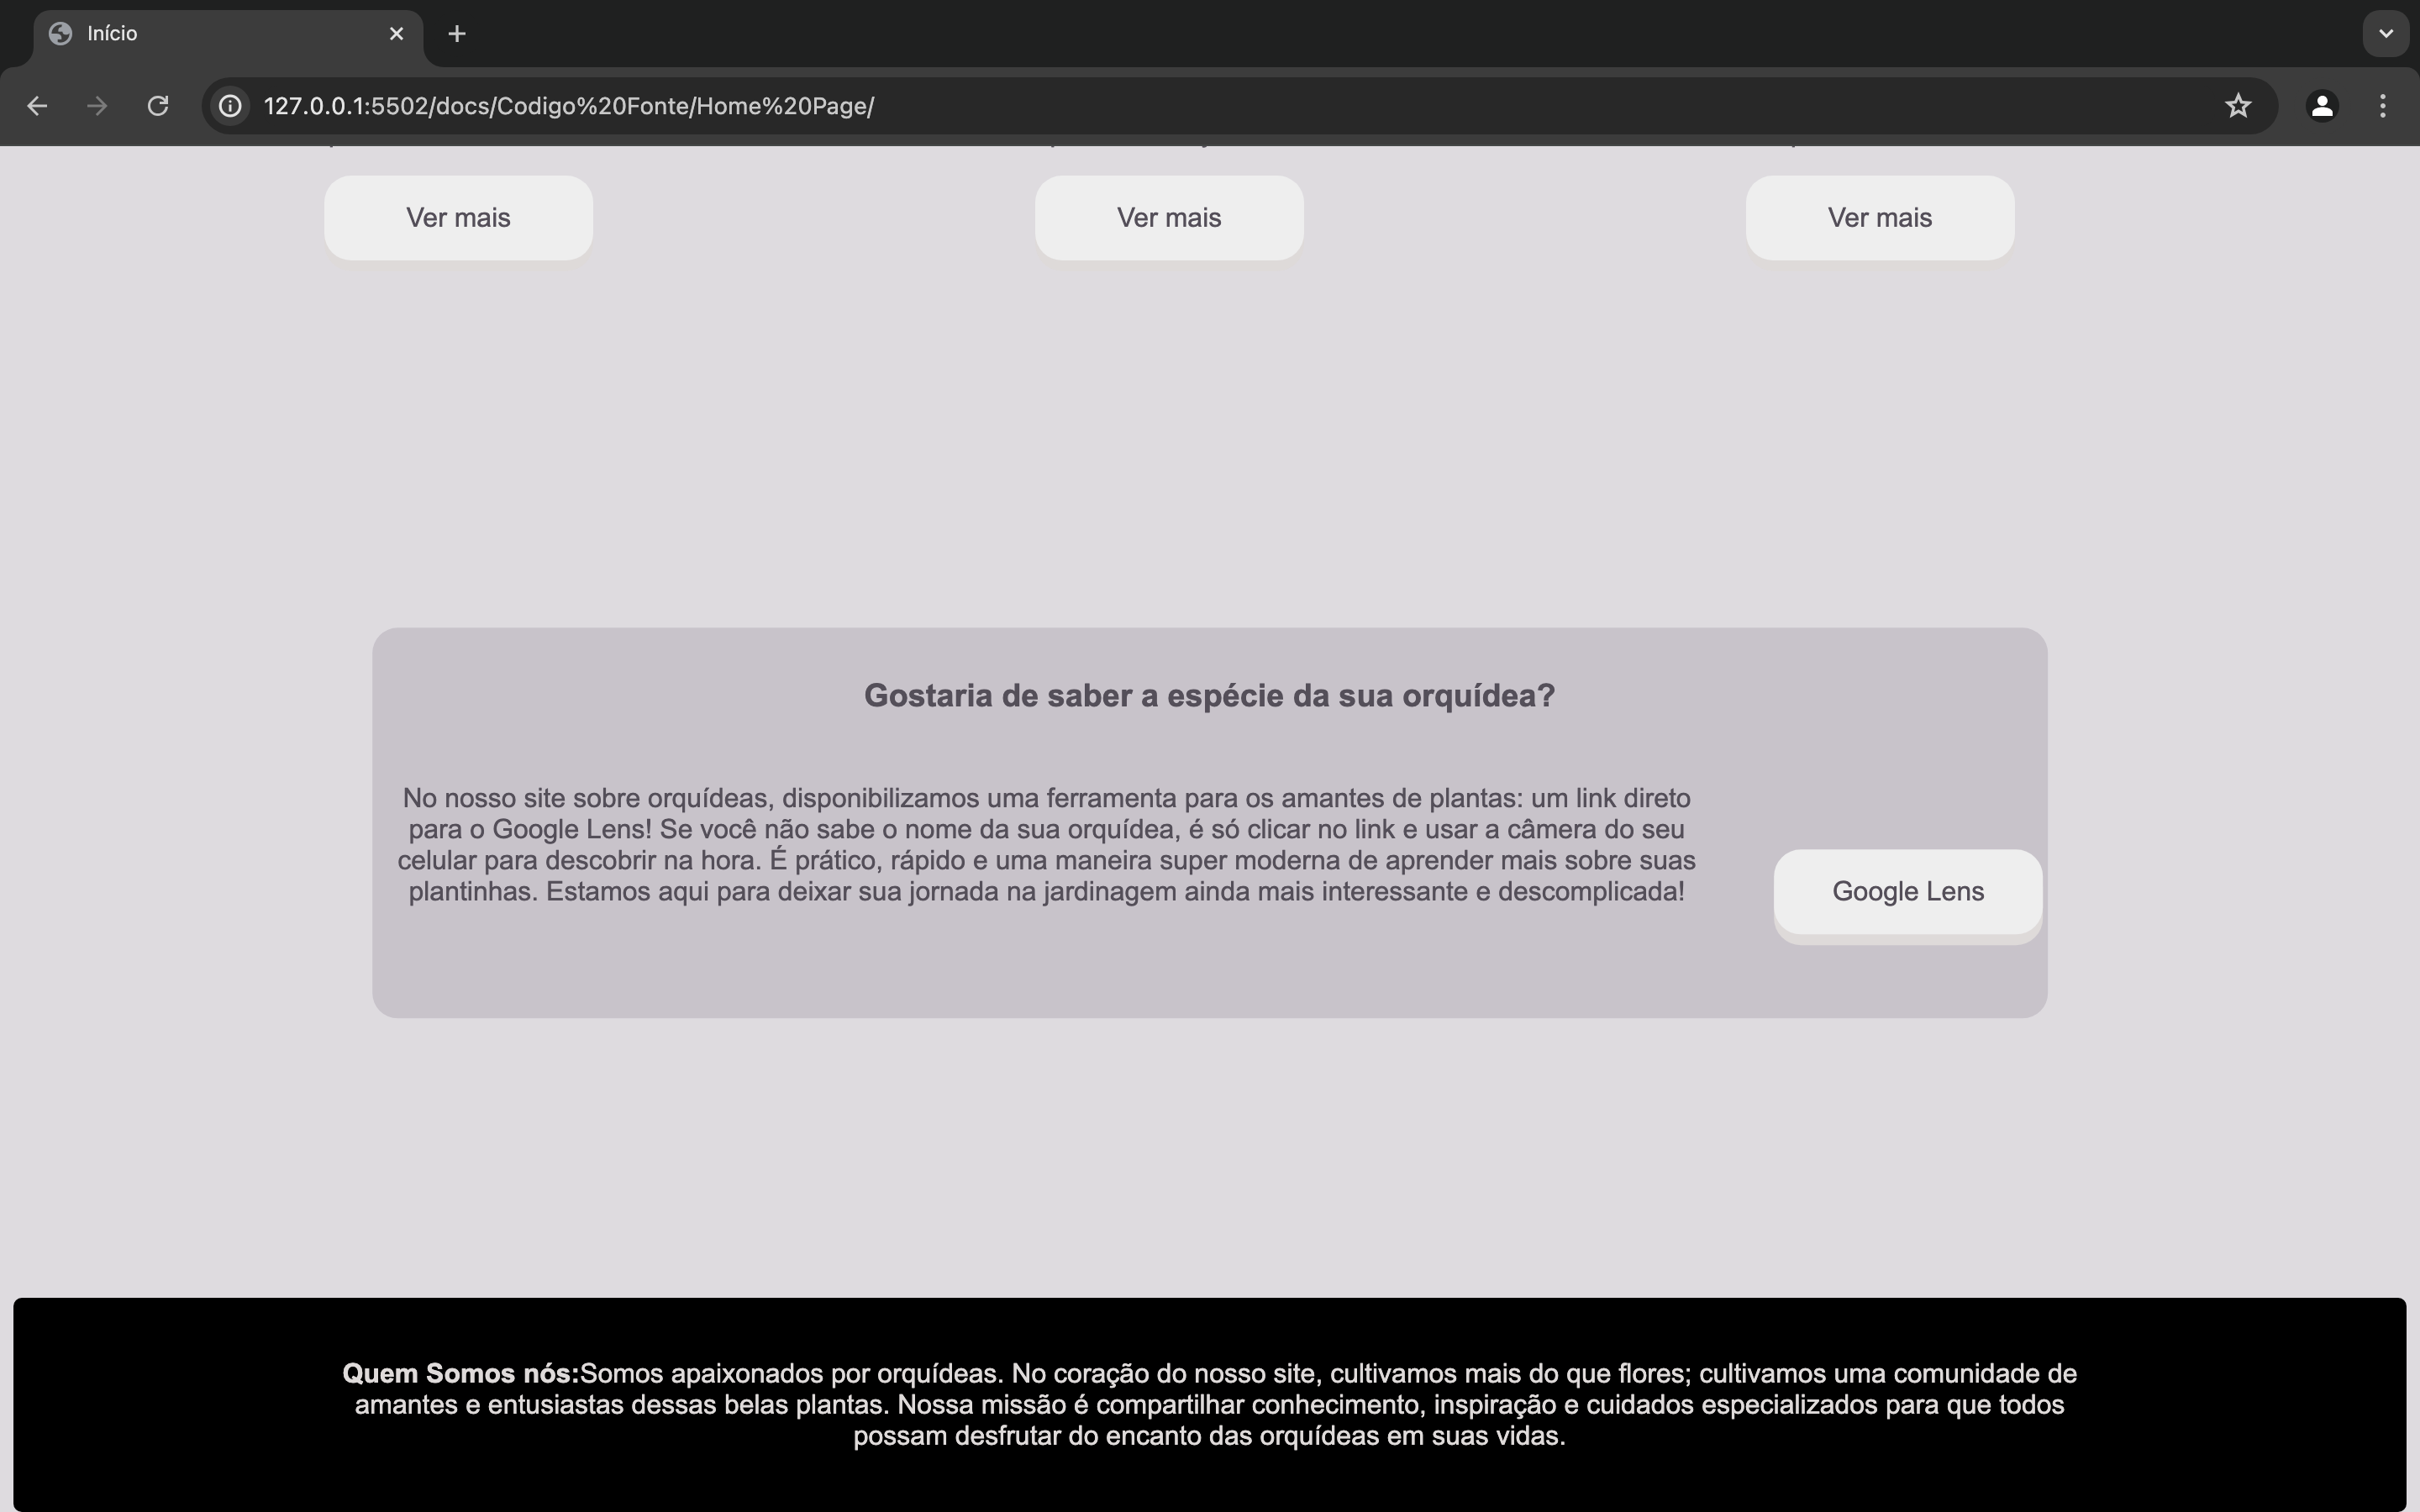 Início
127.0.0.1:5502/docs/Codigo%20Fonte/Home%20Page/
Ver mais
Ver mais
Ver mais
Gostaria de saber a espécie da sua orquídea?
No nosso site sobre orquídeas, disponibilizamos uma ferramenta para os amantes de plantas: um link direto
para o Google Lens! Se você não sabe o nome da sua orquídea, é só clicar no link e usar a câmera do seu
celular para descobrir na hora. É prático, rápido e uma maneira super moderna de aprender mais sobre suas
plantinhas. Estamos aqui para deixar sua jornada na jardinagem ainda mais interessante e descomplicada!
Google Lens
Quem Somos nós:Somos apaixonados por orquídeas. No coração do nosso site, cultivamos mais do que flores; cultivamos uma comunidade de
amantes e entusiastas dessas belas plantas. Nossa missão é compartilhar conhecimento, inspiração e cuidados especializados para que todos
possam desfrutar do encanto das orquídeas em suas vidas.